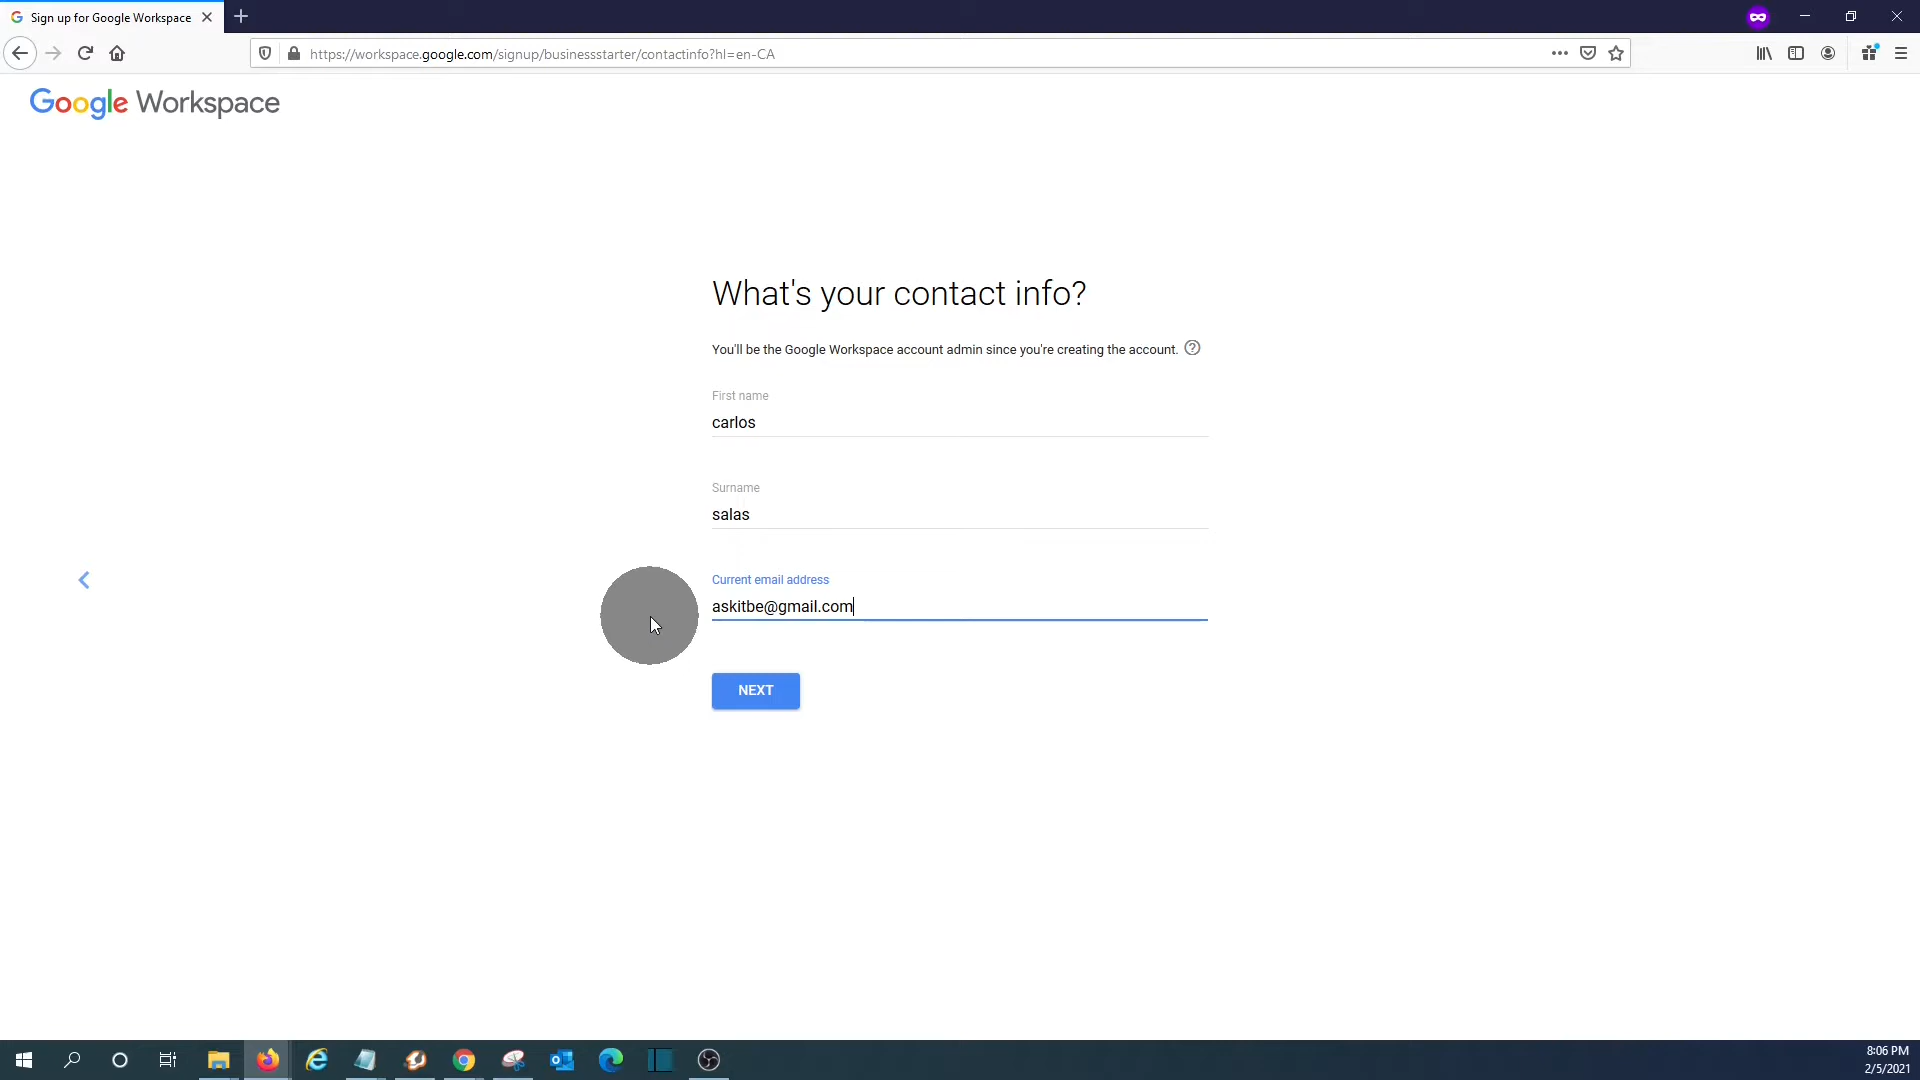 Sign up for Google Workspace
https://workspace.google.com/signup/businessstarter/contactinfo?hl=en-CA
Google Workspace
What's your contact info?
You'll be the Google Workspace account admin since you're creating the account.
First name
carlos
Surname
salas
Current email address
askitbe@gmail.com
NEXT
8:06 PM
2/5/2021